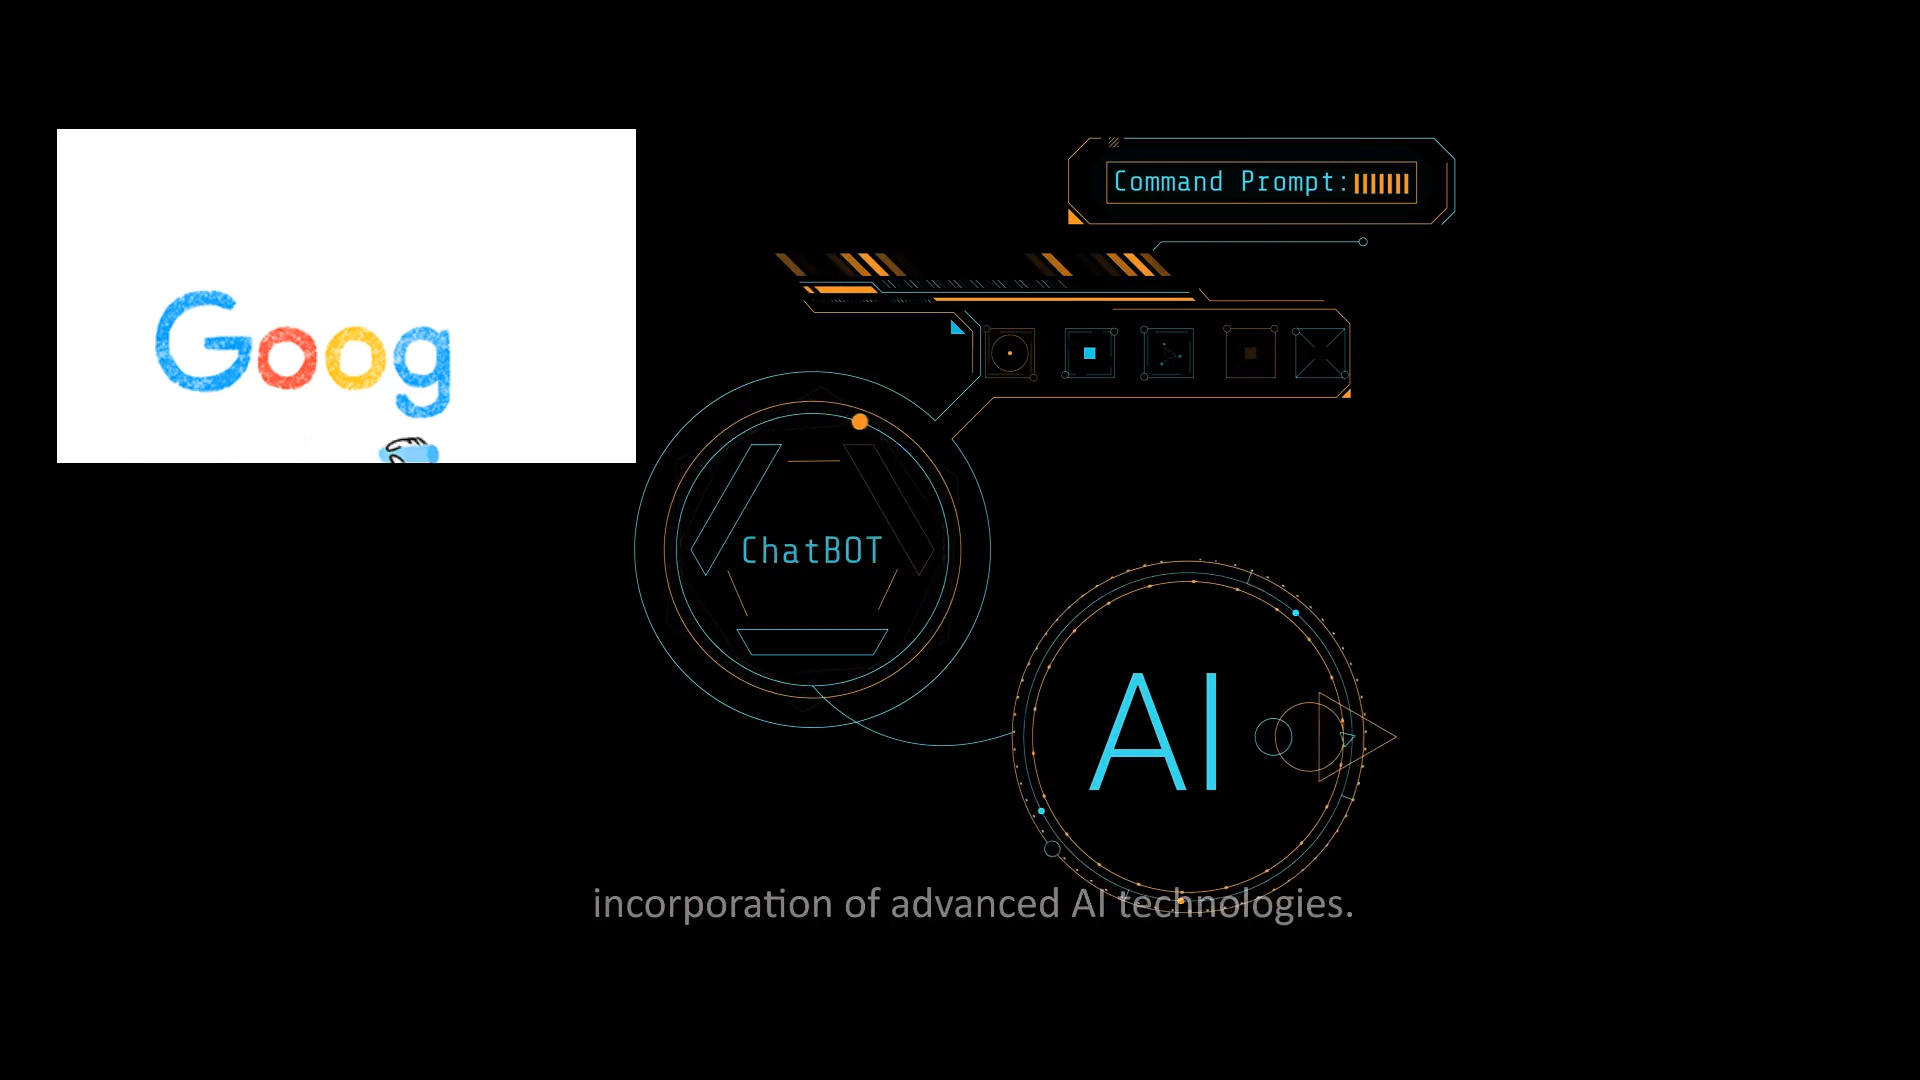 Command Prompt:
Goog
ChatBOT
AI
incorporation of advanced AI technologies.